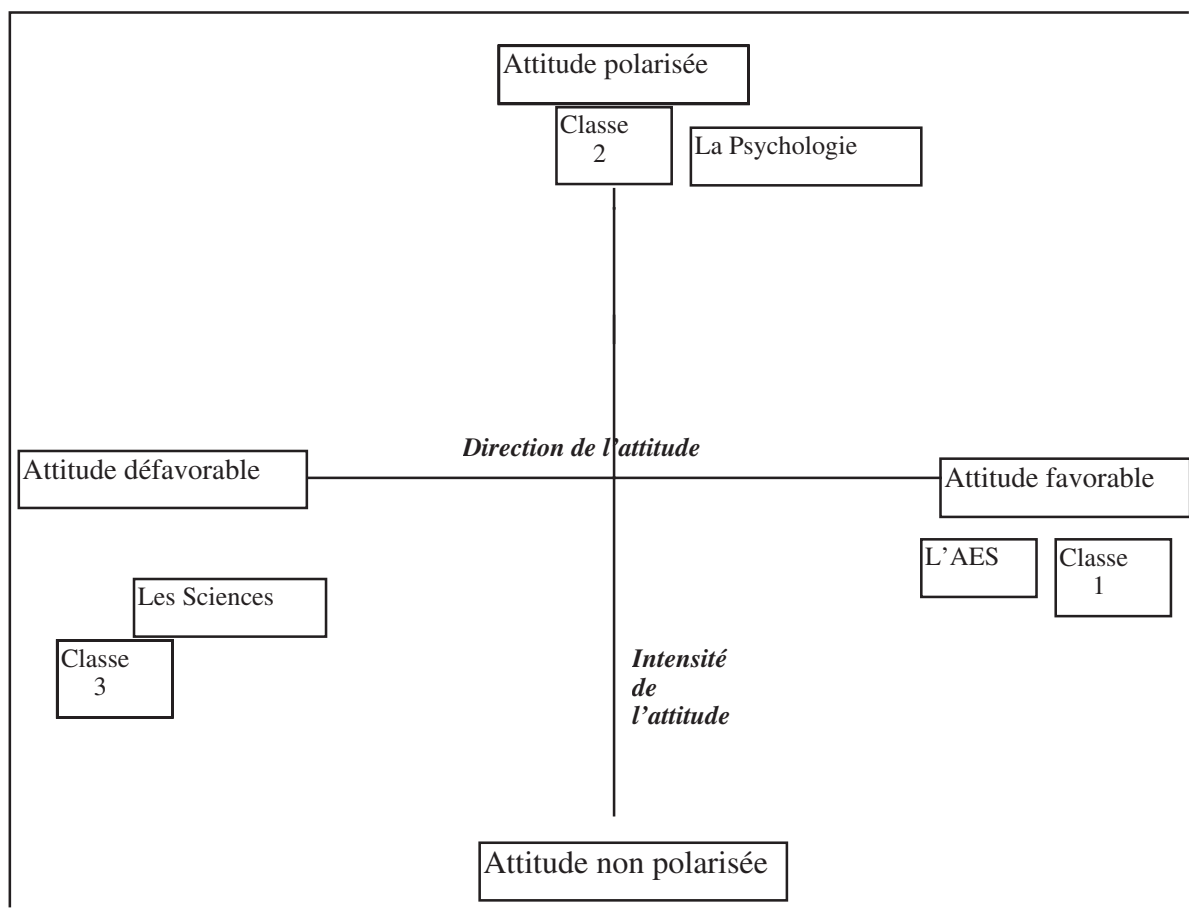 Attitude polarisée
Classe
2
La Psychologie
Direction de l’attitude
Attitude défavorable
Attitude favorable
L’AES
Classe
1
Les Sciences
Classe
3
Intensité
de
l’attitude
Attitude non polarisée